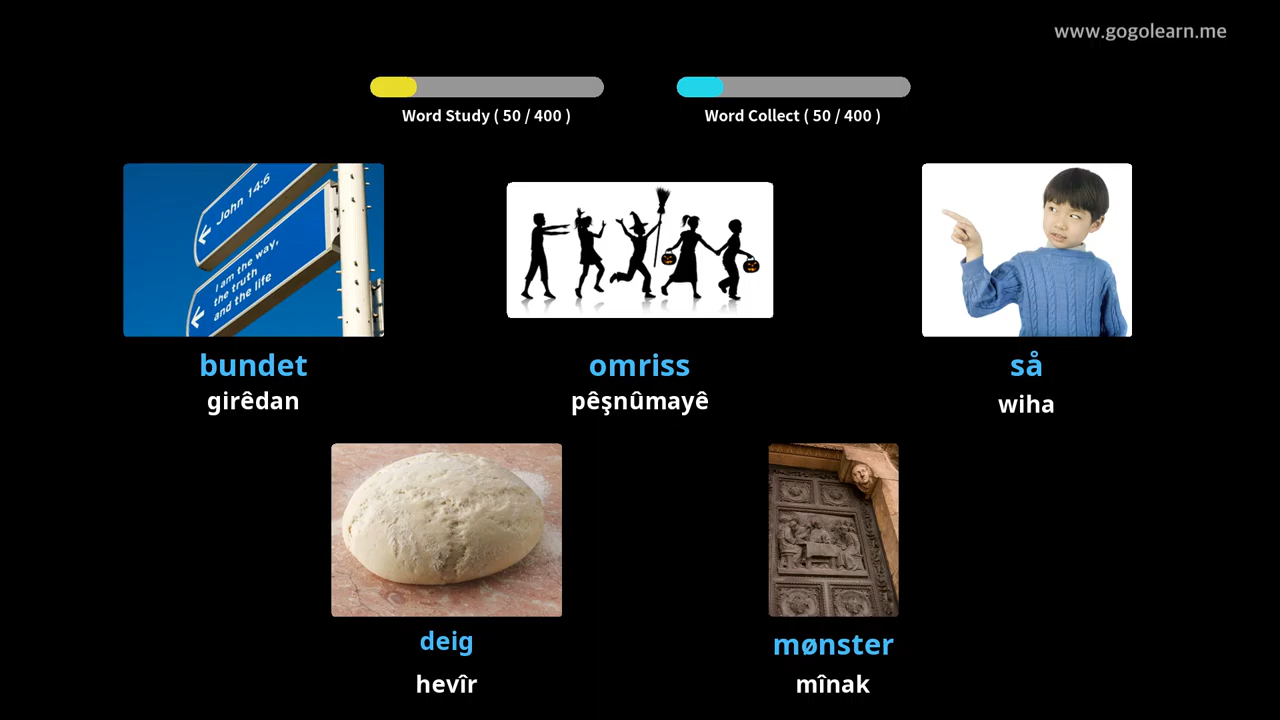 www.gogolearn.me
Word Study ( 50 / 400 )
Word Collect ( 50 / 400 )
John 14:6
I am the way,
the truth
and the life
bundet
girêdan
omriss
pêşnûmayê
så
wiha
deig
hevîr
mønster
mînak